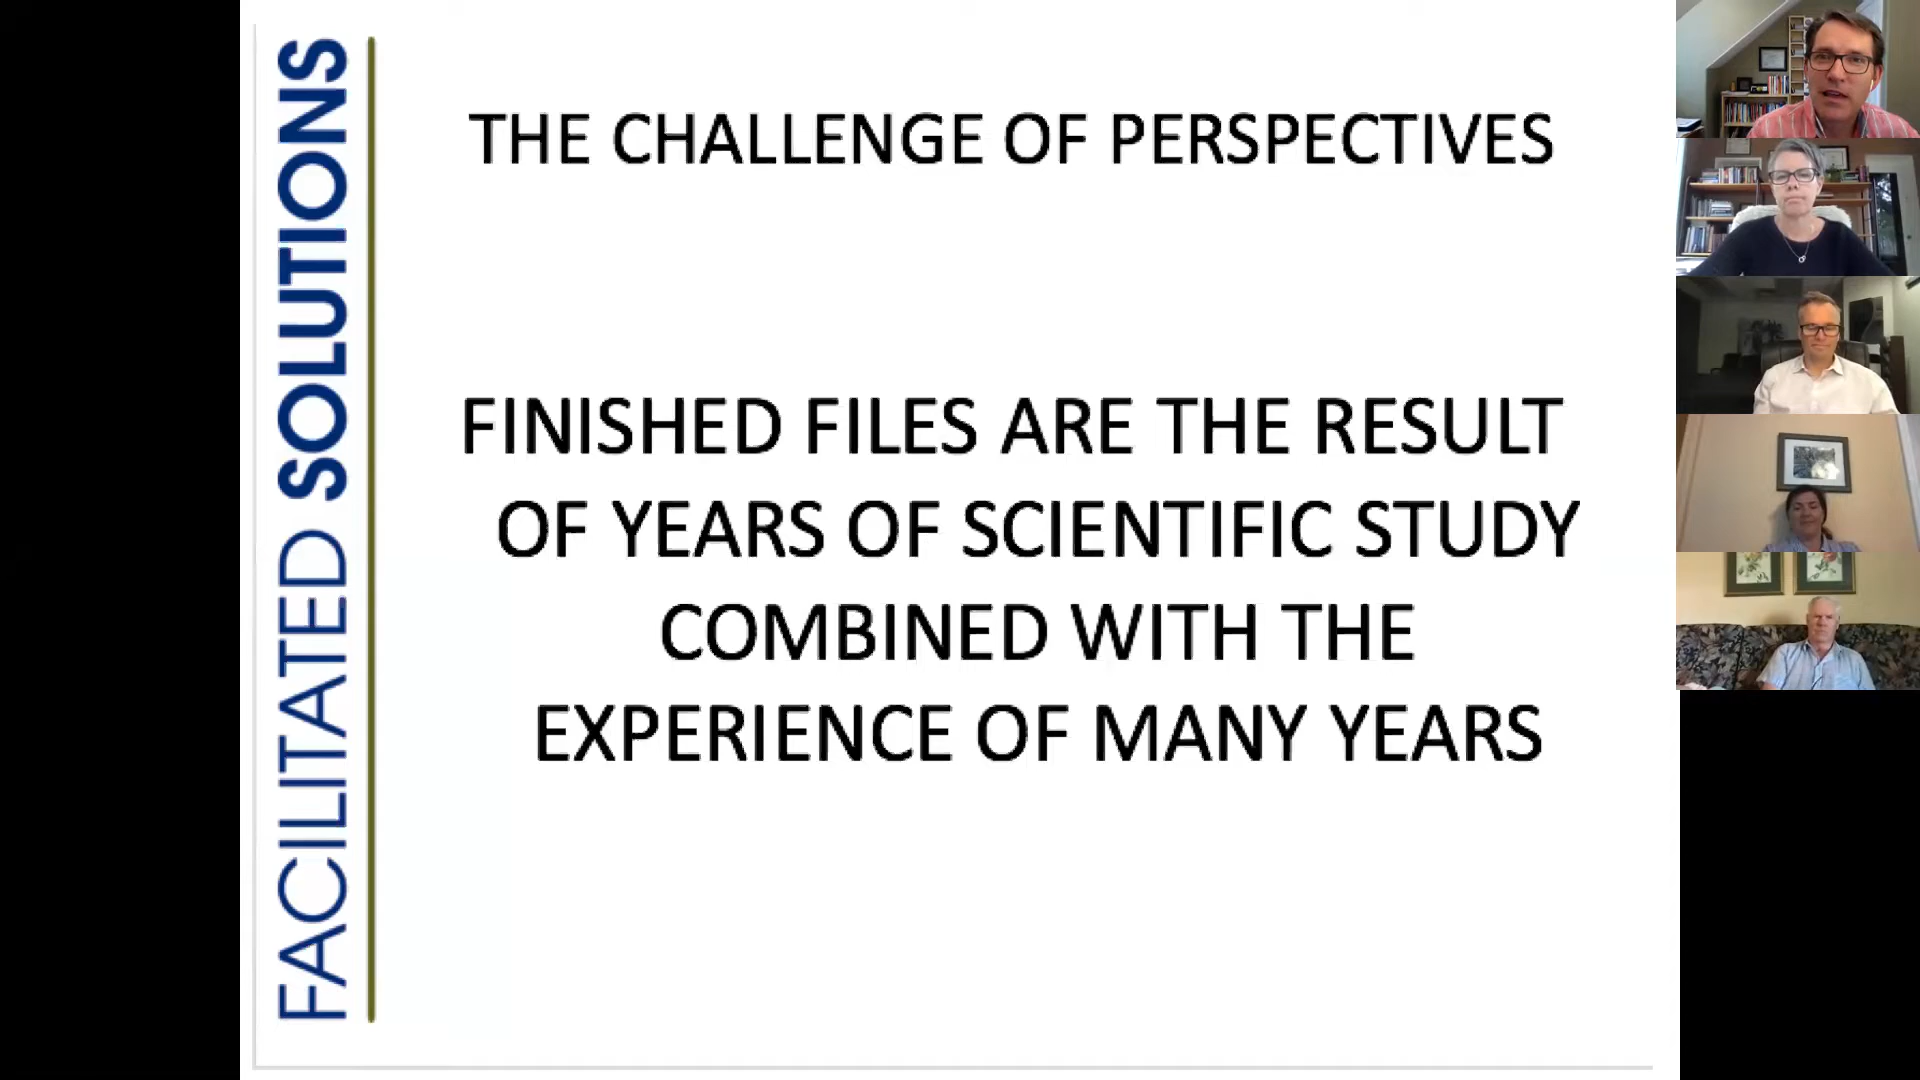 FACILITATED SOLUTIONS
THE CHALLENGE OF PERSPECTIVES
FINISHED FILES ARE THE RESULT
OF YEARS OF SCIENTIFIC STUDY
COMBINED WITH THE
EXPERIENCE OF MANY YEARS